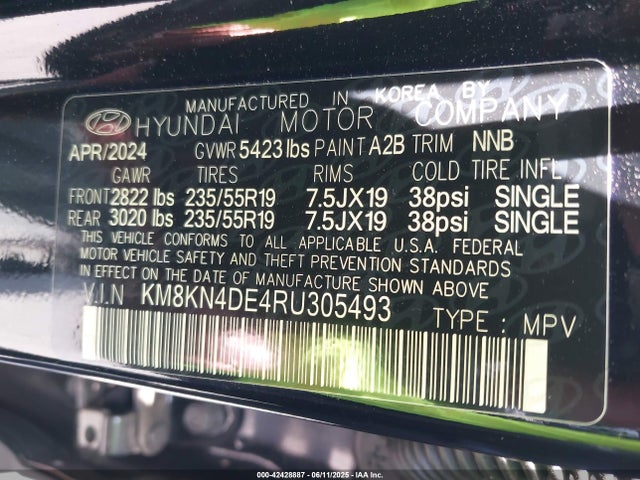 MANUFACTURED IN KOREA BY
HYUNDAI MOTOR COMPANY
APR/2024 GVWR 5423 lbs PAINT A2B TRIM NNB
GAWR TIRES RIMS COLD TIRE INFL.
FRONT 2822 lbs 235/55R19 7.5JX19 38psi SINGLE
REAR 3020 lbs 235/55R19 7.5JX19 38psi SINGLE
THIS VEHICLE CONFORMS TO ALL APPLICABLE U.S.A. FEDERAL
MOTOR VEHICLE SAFETY AND THEFT PREVENTION STANDARDS
IN EFFECT ON THE DATE OF MANUFACTURE SHOWN ABOVE
V.I.N KM8KN4DE4RU305493 TYPE : MPV
000-42428887 06/11/2025 IAA Inc.